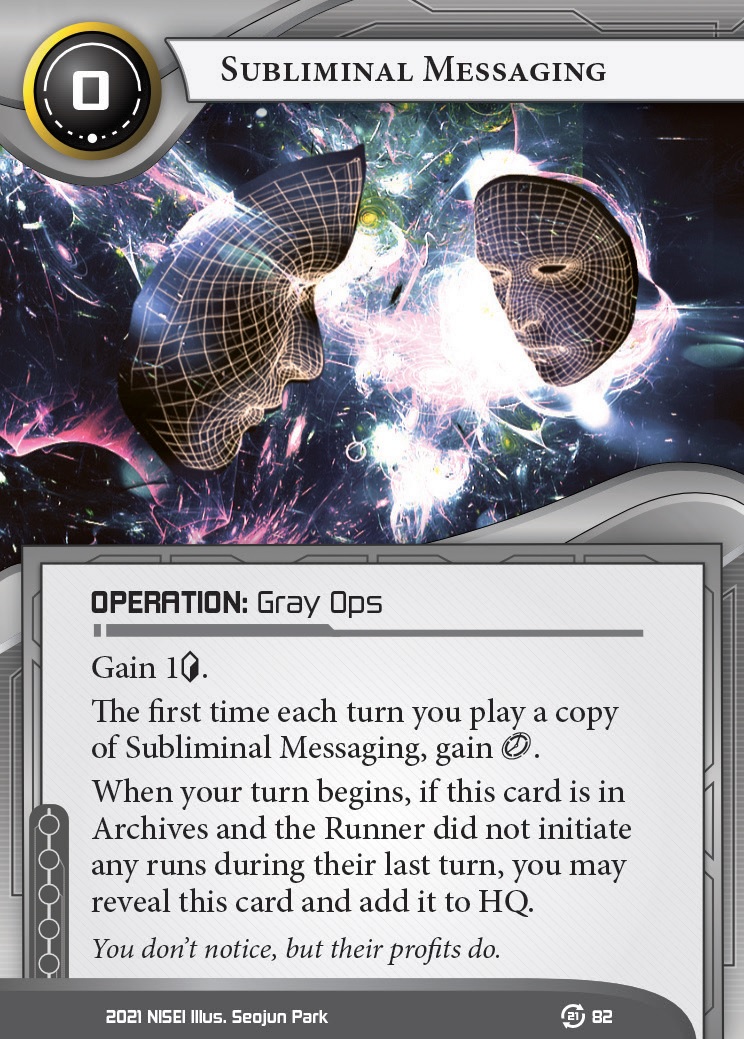 0
SUBLIMINAL MESSAGING
OPERATION: Gray Ops
Gain 1.
The first time each turn you play a copy
of Subliminal Messaging, gain .
When your turn begins, if this card is in
Archives and the Runner did not initiate
any runs during their last turn, you may
reveal this card and add it to HQ.
You don't notice, but their profits do.
2021 NISEI Illus. Seojun Park
21 82